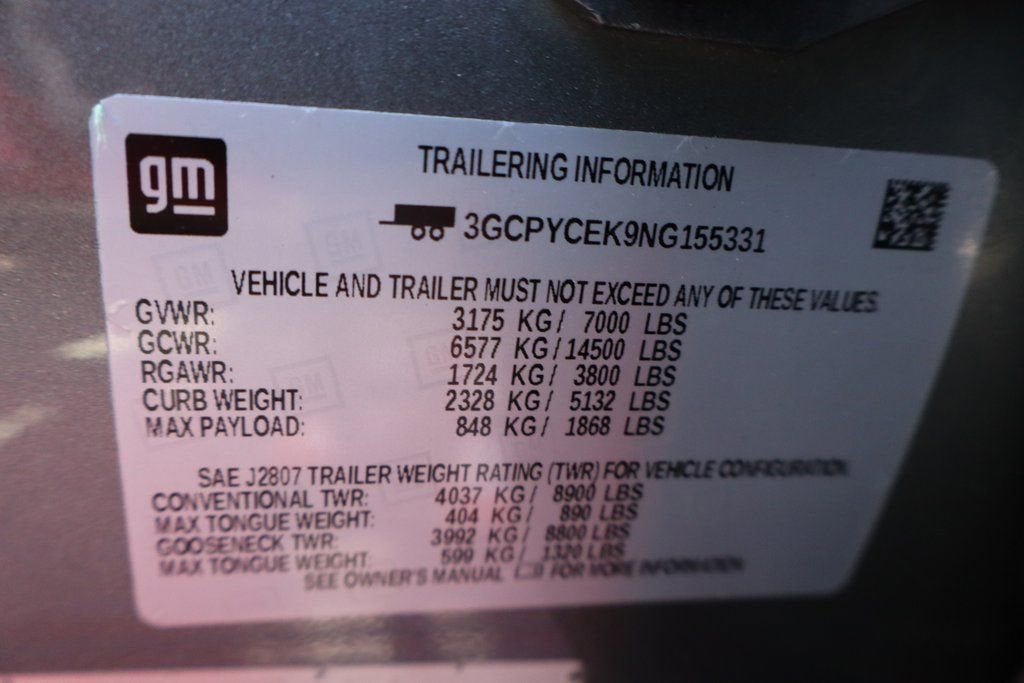 gm
TRAILERING INFORMATION
3GCPYCEK9NG155331
VEHICLE AND TRAILER MUST NOT EXCEED ANY OF THESE VALUES.
GVWR: 3175 KG/ 7000 LBS
GCWR: 6577 KG/14500 LBS
RGAWR: 1724 KG/ 3800 LBS
CURB WEIGHT: 2328 KG/ 5132 LBS
MAX PAYLOAD: 848 KG/ 1868 LBS
SAE J2807 TRAILER WEIGHT RATING (TWR) FOR VEHICLE CONFIGURATION.
CONVENTIONAL TWR: 4037 KG/ 8900 LBS
MAX TONGUE WEIGHT: 404 KG/ 890 LBS
GOOSENECK TWR: 3992 KG/ 8800 LBS
MAX TONGUE WEIGHT: 599 KG/ 1320 LBS
SEE OWNER'S MANUAL FOR MORE INFORMATION